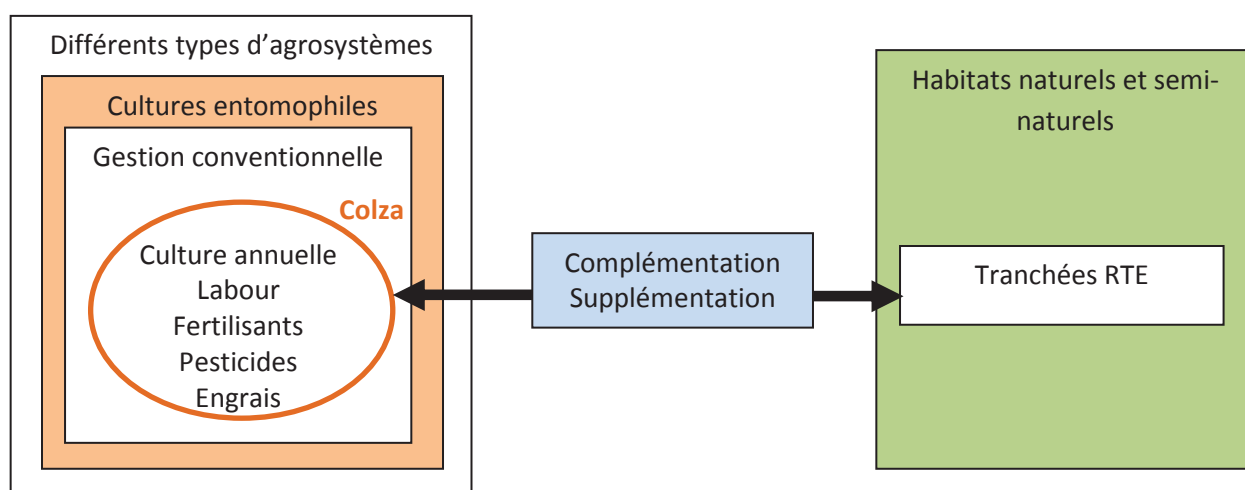 Différents types d’agrosystèmes
Cultures entomophiles
Gestion conventionnelle
Colza
Culture annuelle
Labour
Fertilisants
Pesticides
Engrais
Complémentation
Supplémentation
Habitats naturels et semi-
naturels
Tranchées RTE